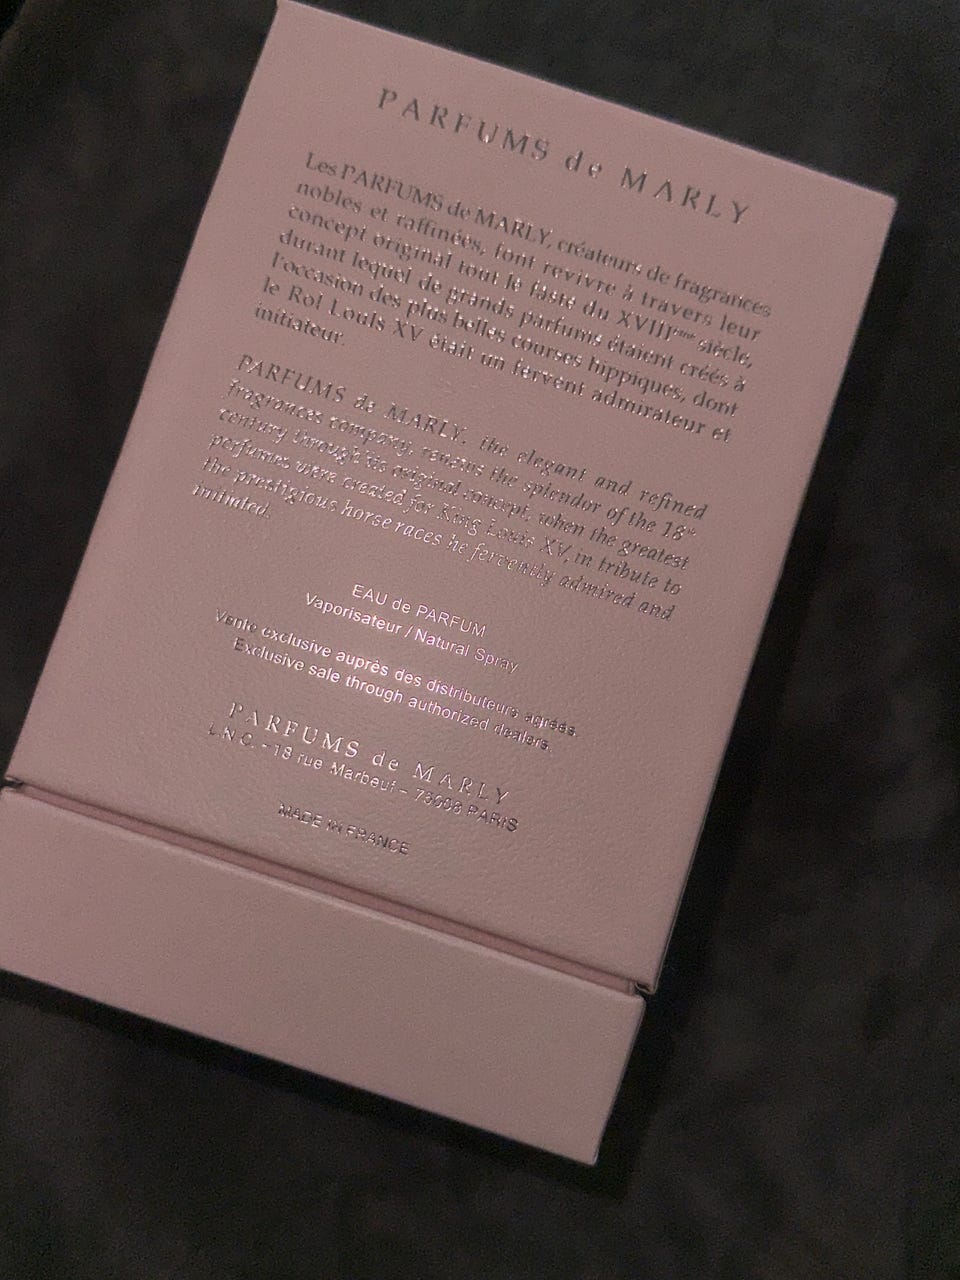 PARFUMS de MARLY
Les PARFUMS de MARLY, créateurs de fragrances
nobles et raffinées, font revivre à travers leur
concept original tout le faste du XVIIIème siècle,
durant lequel de grands parfums étaient créés à
l'occasion des plus belles courses hippiques, dont
le Roi Louis XV était un fervent admirateur et
initiateur.
PARFUMS de MARLY, the elegant and refined
fragrances company, renews the splendor of the 18th
century through its original concept, when the greatest
perfumes were created for King Louis XV, in tribute to
the prestigious horse races he fervently admired and
initiated.
EAU de PARFUM
Vaporisateur / Natural Spray
Vente exclusive auprès des distributeurs agréés.
Exclusive sale through authorized dealers.
PARFUMS de MARLY
L.N.C. - 18 rue Marbeuf - 75008 PARIS
MADE IN FRANCE